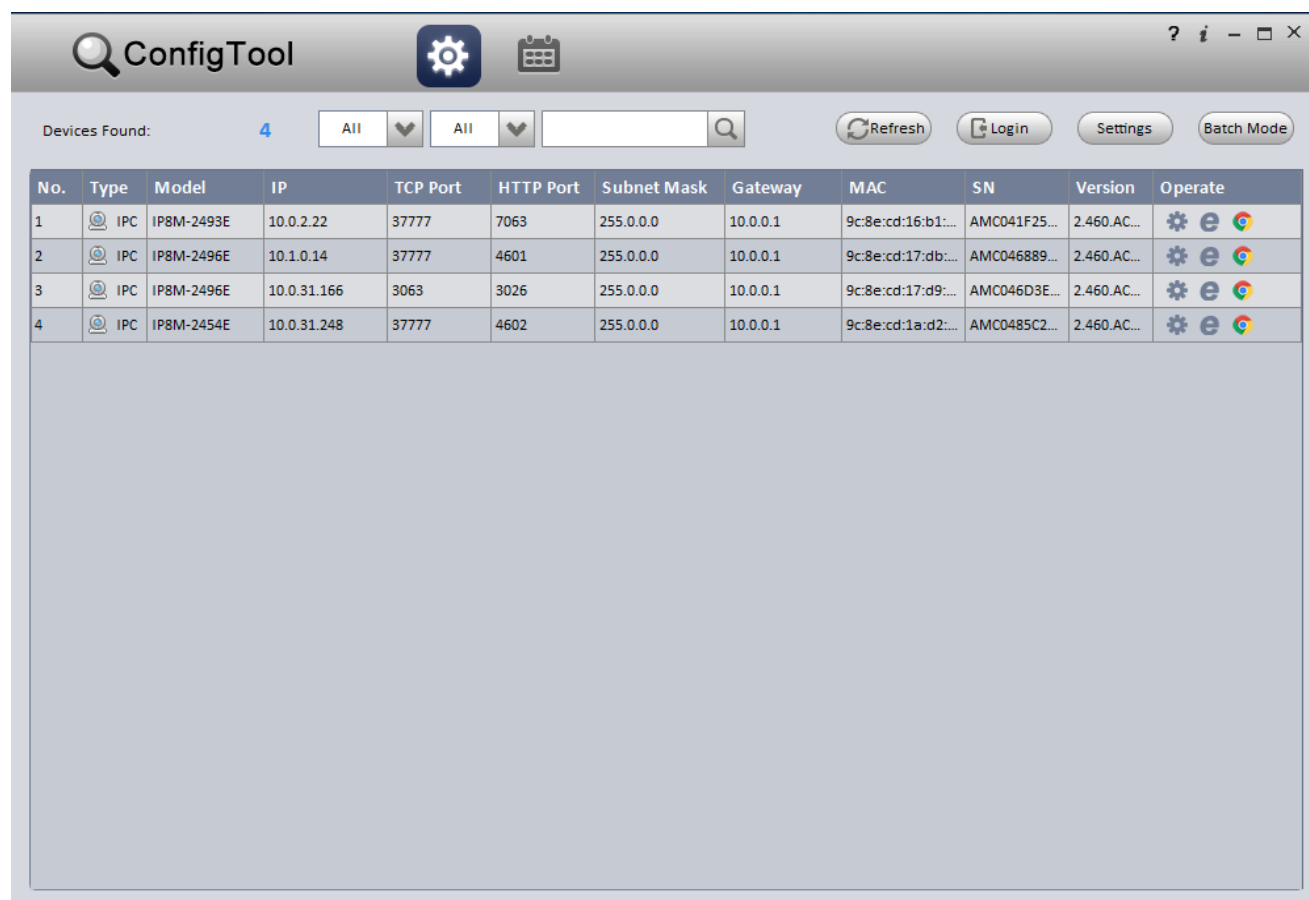 ConfigTool
? i
Devices Found: 4 All All Refresh Login Settings Batch Mode
No. Type Model IP TCP Port HTTP Port Subnet Mask Gateway MAC SN Version Operate
1 IPC IP8M-2493E 10.0.2.22 37777 7063 255.0.0.0 10.0.0.1 9c:8e:cd:16:b1:... AMC041F25... 2.460.AC...
2 IPC IP8M-2496E 10.1.0.14 37777 4601 255.0.0.0 10.0.0.1 9c:8e:cd:17:db:... AMC046889... 2.460.AC...
3 IPC IP8M-2496E 10.0.31.166 3063 3026 255.0.0.0 10.0.0.1 9c:8e:cd:17:d9:... AMC046D3E... 2.460.AC...
4 IPC IP8M-2454E 10.0.31.248 37777 4602 255.0.0.0 10.0.0.1 9c:8e:cd:1a:d2:... AMC0485C2... 2.460.AC...